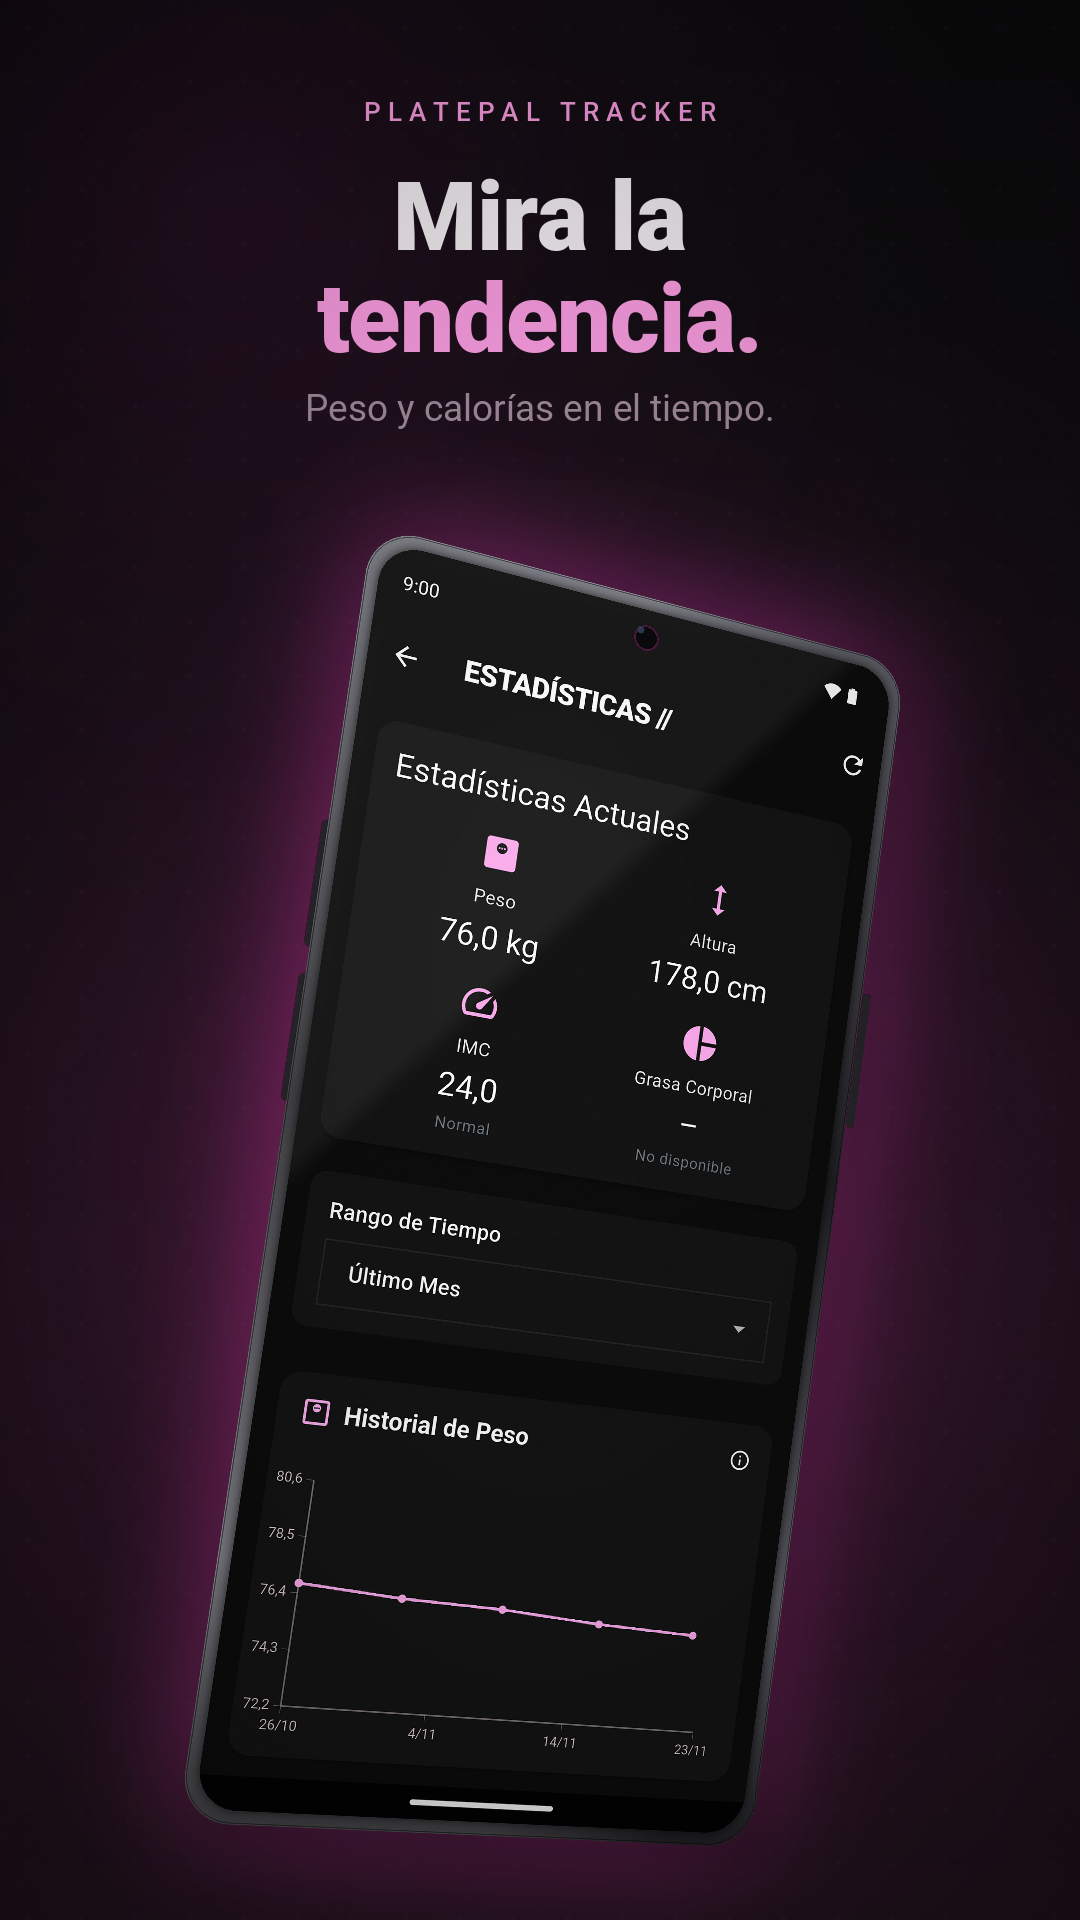 PLATEPAL TRACKER
Mira la
tendencia.
Peso y calorías en el tiempo.
9:00
ESTADÍSTICAS //
Estadísticas Actuales
Peso
76,0 kg
Altura
178,0 cm
IMC
24,0
Normal
Grasa Corporal
–
No disponible
Rango de Tiempo
Último Mes
Historial de Peso
80,6
78,5
76,4
74,3
72,2
26/10
4/11
14/11
23/11